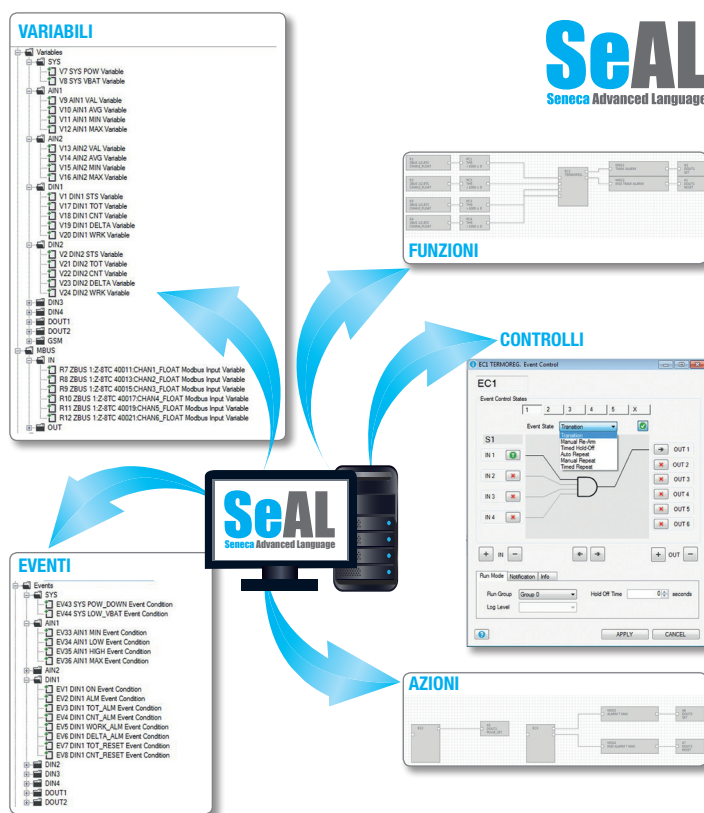 VARIABILI
Variables
SYS
V7 SYS POW Variable
V8 SYS VBAT Variable
AIN1
V9 AIN1 VAL Variable
V10 AIN1 AVG Variable
V11 AIN1 MIN Variable
V12 AIN1 MAX Variable
AIN2
V13 AIN2 VAL Variable
V14 AIN2 AVG Variable
V15 AIN2 MIN Variable
V16 AIN2 MAX Variable
DIN1
V1 DIN1 STS Variable
V17 DIN1 TOT Variable
V18 DIN1 CNT Variable
V19 DIN1 DELTA Variable
V20 DIN1 WRK Variable
DIN2
V2 DIN2 STS Variable
V21 DIN2 TOT Variable
V22 DIN2 CNT Variable
V23 DIN2 DELTA Variable
V24 DIN2 WRK Variable
DIN3
DIN4
DOUT1
DOUT2
GSM
MBUS
IN
R7 ZBUS 1:Z-8TC 40011:CHAN1_FLOAT Modbus Input Variable
R8 ZBUS 1:Z-8TC 40013:CHAN2_FLOAT Modbus Input Variable
R9 ZBUS 1:Z-8TC 40015:CHAN3_FLOAT Modbus Input Variable
R10 ZBUS 1:Z-8TC 40017:CHAN4_FLOAT Modbus Input Variable
R11 ZBUS 1:Z-8TC 40019:CHAN5_FLOAT Modbus Input Variable
R12 ZBUS 1:Z-8TC 40021:CHAN6_FLOAT Modbus Input Variable
OUT
SeAL
Seneca Advanced Language
FUNZIONI
CONTROLLI
EC1 TERMOREG. Event Control
EC1
Event Control States
1 2 3 4 5 X
Event State Transition
Transition
Manual Re-Arm
Timed Hold-Off
Auto Repeat
Manual Repeat
Timed Repeat
S1
IN 1
IN 2
IN 3
IN 4
OUT 1
OUT 2
OUT 3
OUT 4
OUT 5
OUT 6
+ IN −
+ OUT −
Run Mode Notification Info
Run Group Group 0 Hold Off Time 0 seconds
Log Level
APPLY CANCEL
SeAL
Seneca Advanced Language
EVENTI
Events
SYS
EV43 SYS POW_DOWN Event Condition
EV44 SYS LOW_VBAT Event Condition
AIN1
EV33 AIN1 MIN Event Condition
EV34 AIN1 LOW Event Condition
EV35 AIN1 HIGH Event Condition
EV36 AIN1 MAX Event Condition
AIN2
DIN1
EV1 DIN1 ON Event Condition
EV2 DIN1 ALM Event Condition
EV3 DIN1 TOT_ALM Event Condition
EV4 DIN1 CNT_ALM Event Condition
EV5 DIN1 WORK_ALM Event Condition
EV6 DIN1 DELTA_ALM Event Condition
EV7 DIN1 TOT_RESET Event Condition
EV8 DIN1 CNT_RESET Event Condition
DIN2
DIN3
DIN4
DOUT1
DOUT2
AZIONI